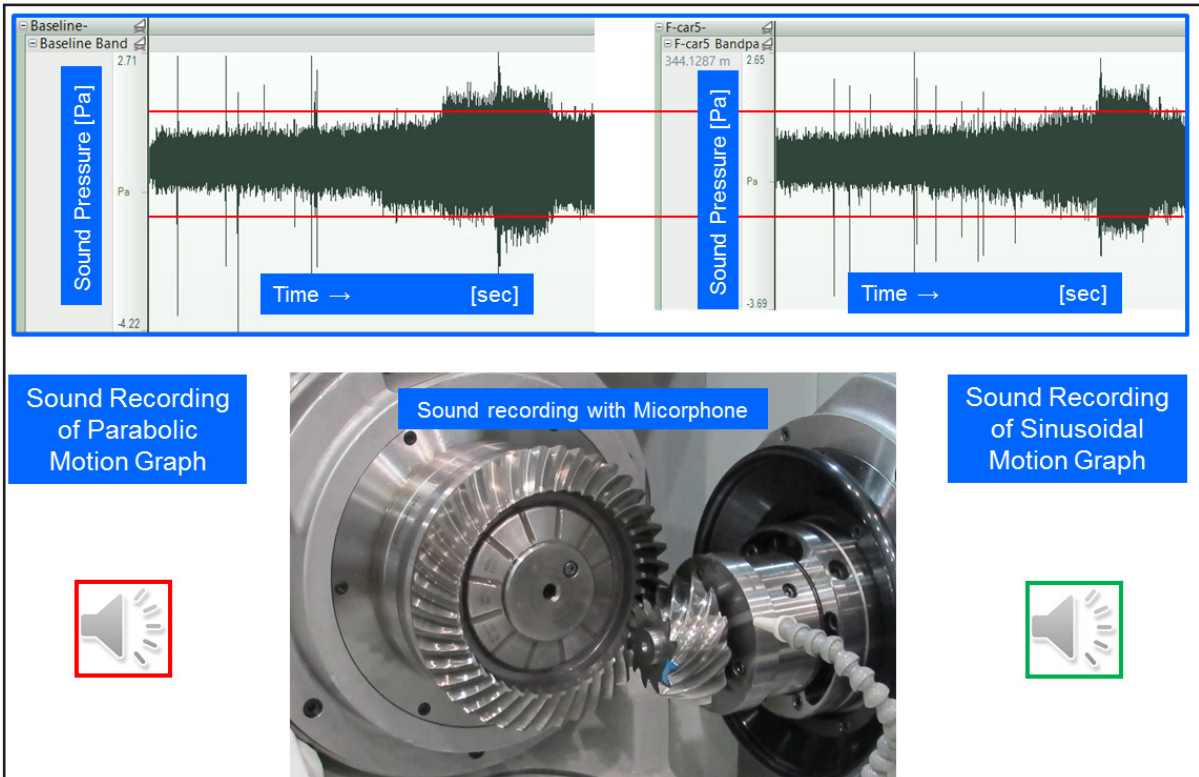 Baseline-
Baseline Band
2.71
Pa
-4.22
Sound Pressure [Pa]
Time → [sec]
F-car5-
F-car5 Bandpa
344.1287 m
2.65
Pa
-3.69
Sound Pressure [Pa]
Time → [sec]
Sound Recording
of Parabolic
Motion Graph
Sound recording with Micorphone
Sound Recording
of Sinusoidal
Motion Graph